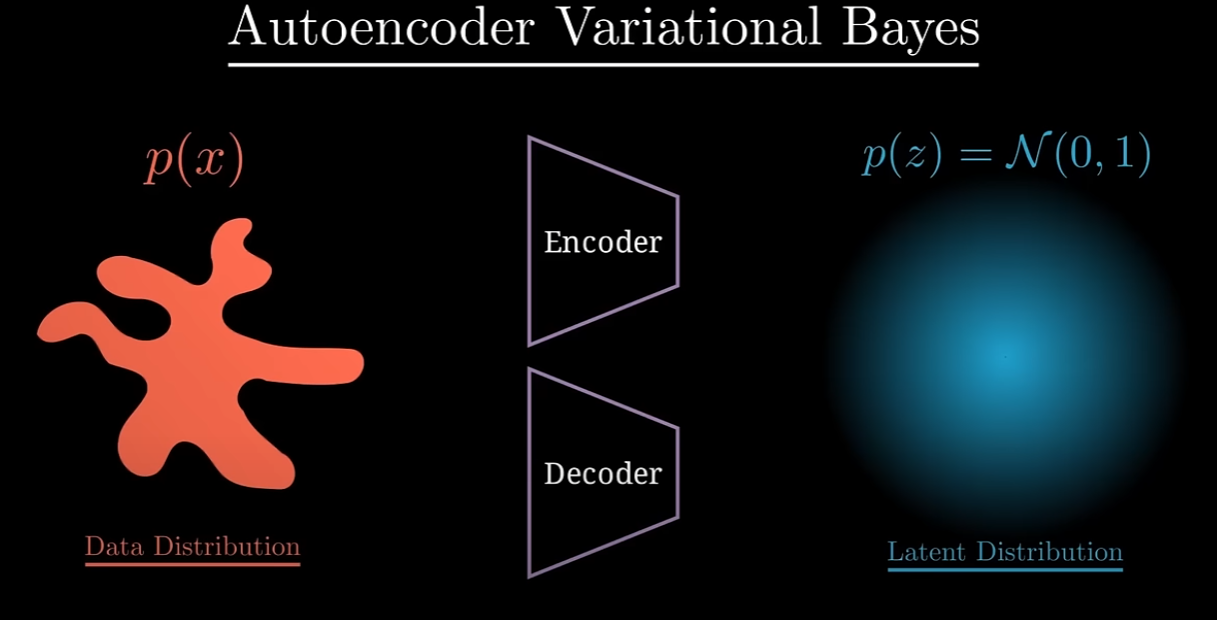 Autoencoder Variational Bayes
p(x)
p(z) = 𝒩(0, 1)
Encoder
Decoder
Data Distribution
Latent Distribution